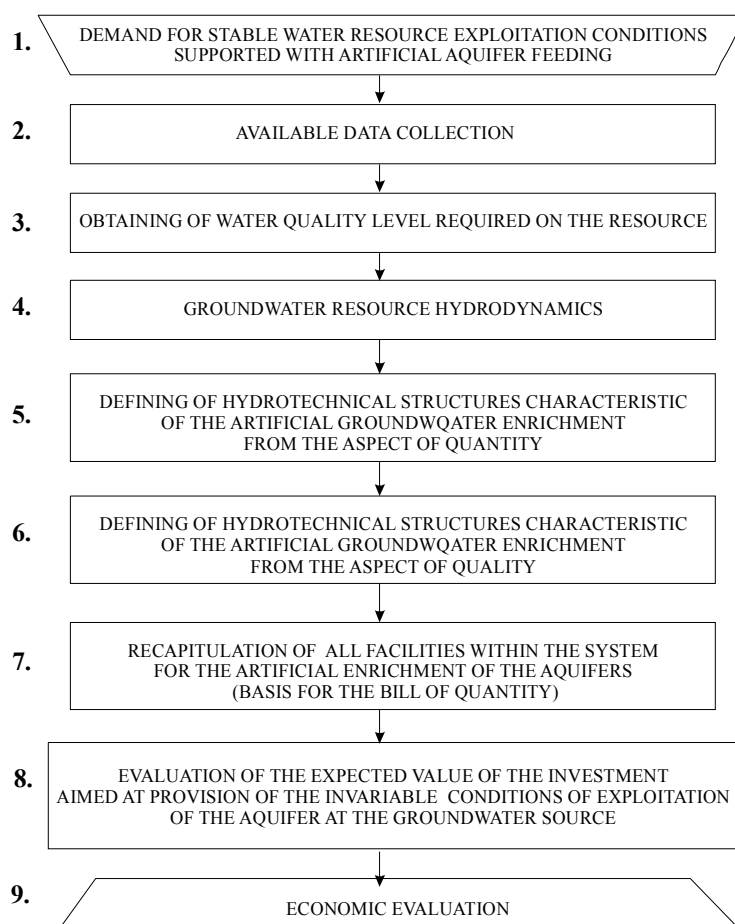 1.
DEMAND FOR STABLE WATER RESOURCE EXPLOITATION CONDITIONS
SUPPORTED WITH ARTIFICIAL AQUIFER FEEDING
2.
AVAILABLE DATA COLLECTION
3.
OBTAINING OF WATER QUALITY LEVEL REQUIRED ON THE RESOURCE
4.
GROUNDWATER RESOURCE HYDRODYNAMICS
5.
DEFINING OF HYDROTECHNICAL STRUCTURES CHARACTERISTIC
OF THE ARTIFICIAL GROUNDWQATER ENRICHMENT
FROM THE ASPECT OF QUANTITY
6.
DEFINING OF HYDROTECHNICAL STRUCTURES CHARACTERISTIC
OF THE ARTIFICIAL GROUNDWQATER ENRICHMENT
FROM THE ASPECT OF QUALITY
7.
RECAPITULATION OF ALL FACILITIES WITHIN THE SYSTEM
FOR THE ARTIFICIAL ENRICHMENT OF THE AQUIFERS
(BASIS FOR THE BILL OF QUANTITY)
8.
EVALUATION OF THE EXPECTED VALUE OF THE INVESTMENT
AIMED AT PROVISION OF THE INVARIABLE CONDITIONS OF EXPLOITATION
OF THE AQUIFER AT THE GROUNDWATER SOURCE
9.
ECONOMIC EVALUATION